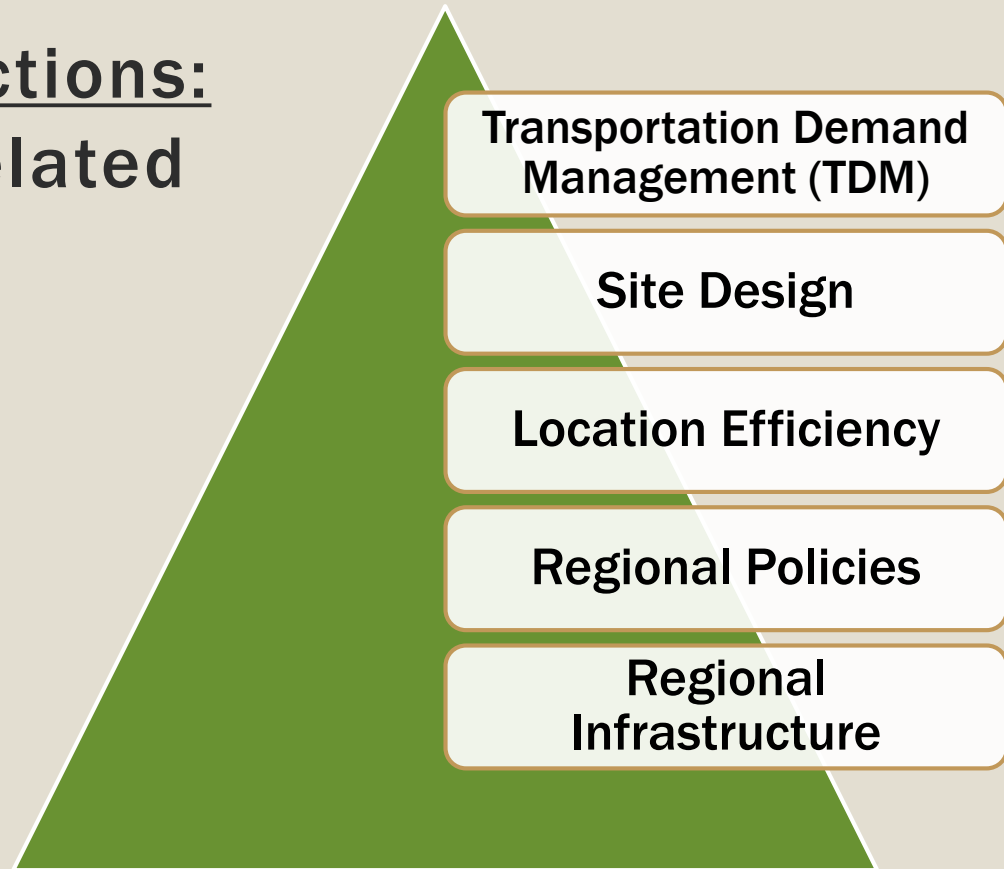 ctions:
elated
Transportation Demand
Management (TDM)
Site Design
Location Efficiency
Regional Policies
Regional
Infrastructure